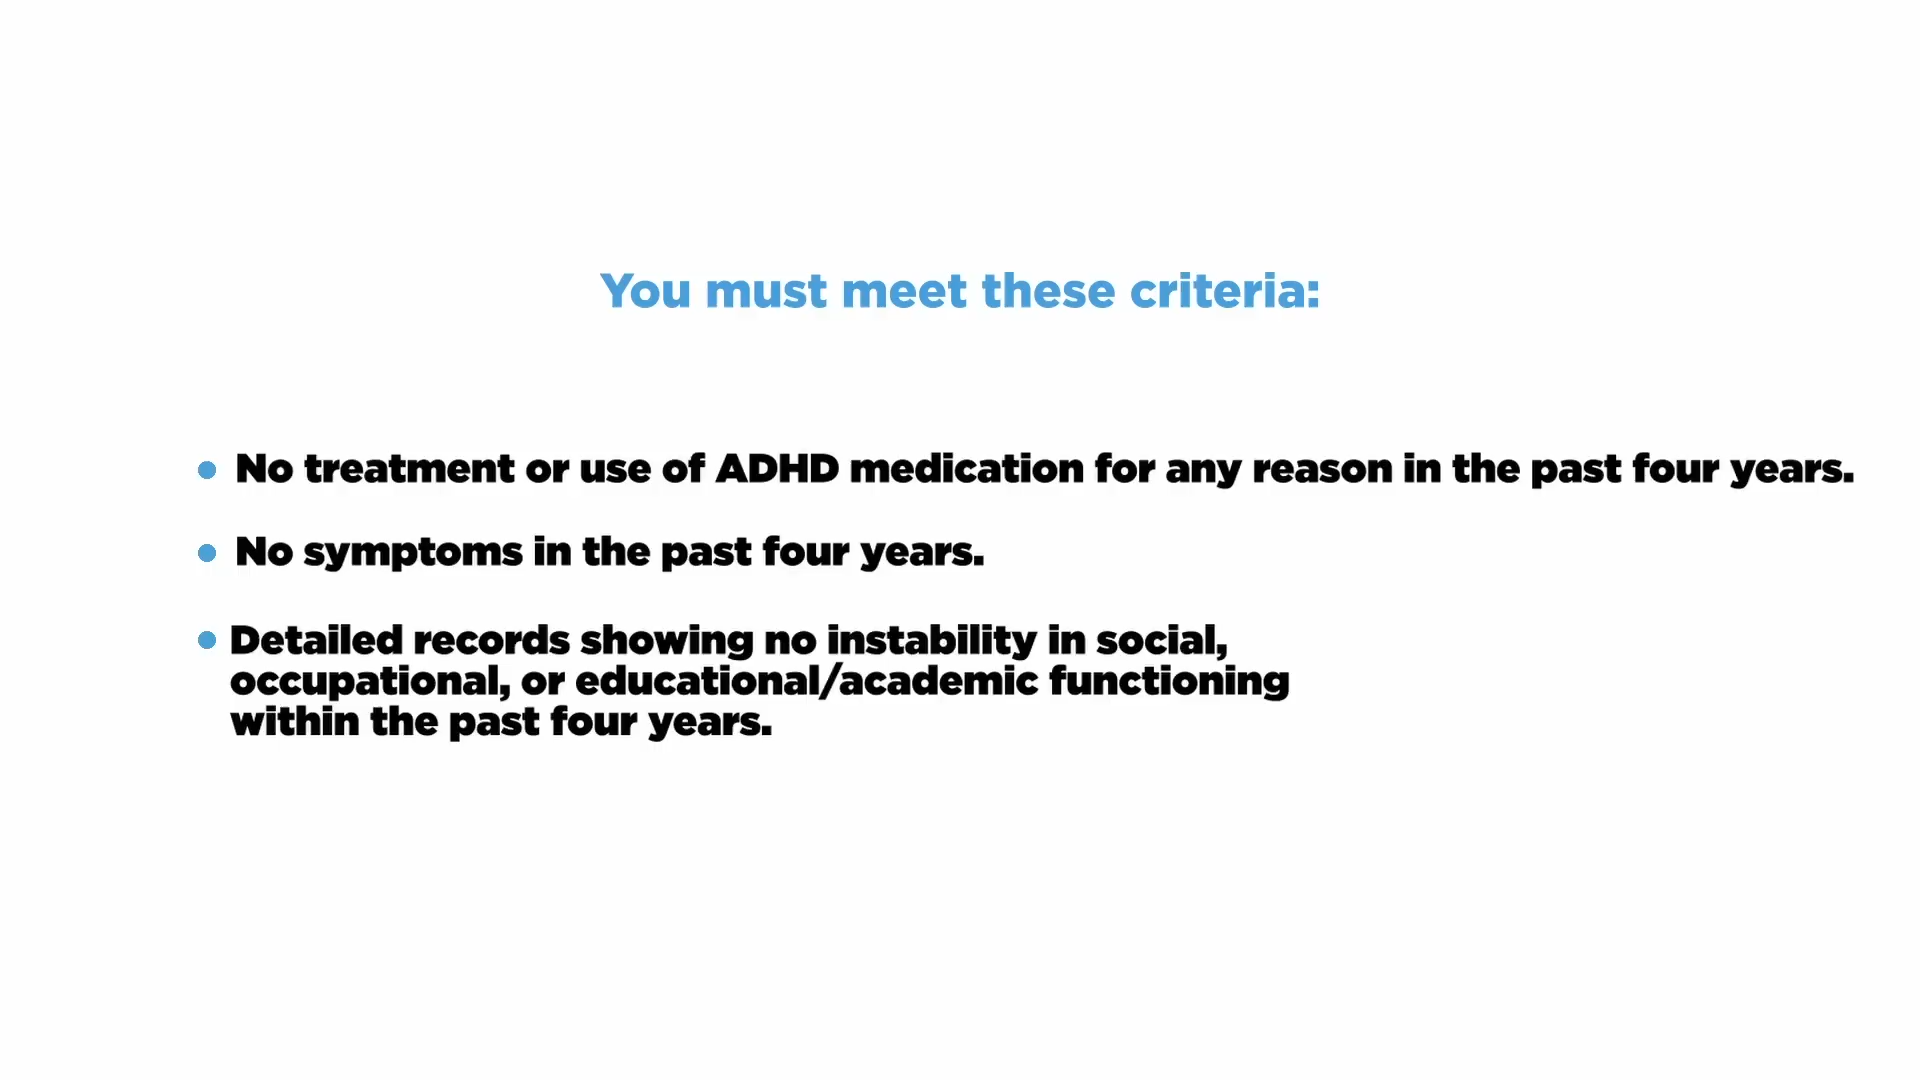 You must meet these criteria:
• No treatment or use of ADHD medication for any reason in the past four years.
• No symptoms in the past four years.
• Detailed records showing no instability in social,
occupational, or educational/academic functioning
within the past four years.